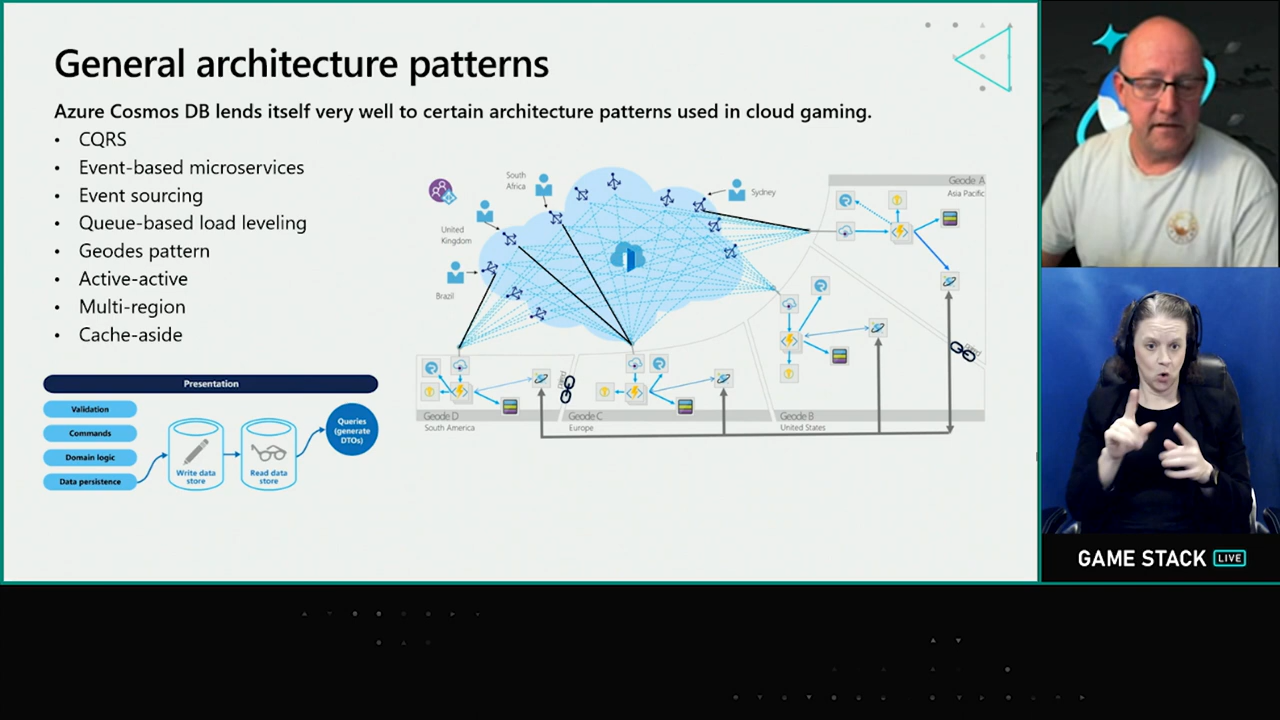 General architecture patterns
Azure Cosmos DB lends itself very well to certain architecture patterns used in cloud gaming.
• CQRS
• Event-based microservices
• Event sourcing
• Queue-based load leveling
• Geodes pattern
• Active-active
• Multi-region
• Cache-aside
Presentation
Validation
Commands
Domain logic
Data persistence
Write data
store
Read data
store
Queries
(generate
DTOs)
South
Africa
United
Kingdom
Brazil
Sydney
Geode A
Asia Pacific
Geode D
South America
Geode C
Europe
Geode B
United States
GAME STACK LIVE